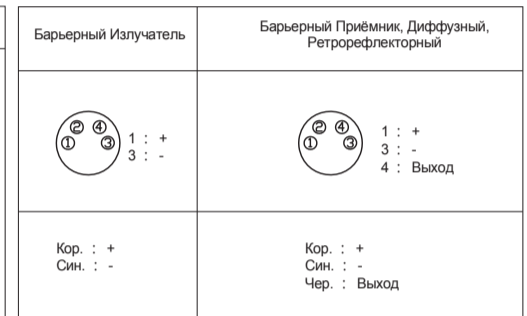 Барьерный Излучатель
Барьерный Приёмник, Диффузный,
Ретрорефлекторный
② ④
① ③
1 : +
3 : -
② ④
① ③
1 : +
3 : -
4 : Выход
Кор. : +
Син. : -
Кор. : +
Син. : -
Чер. : Выход